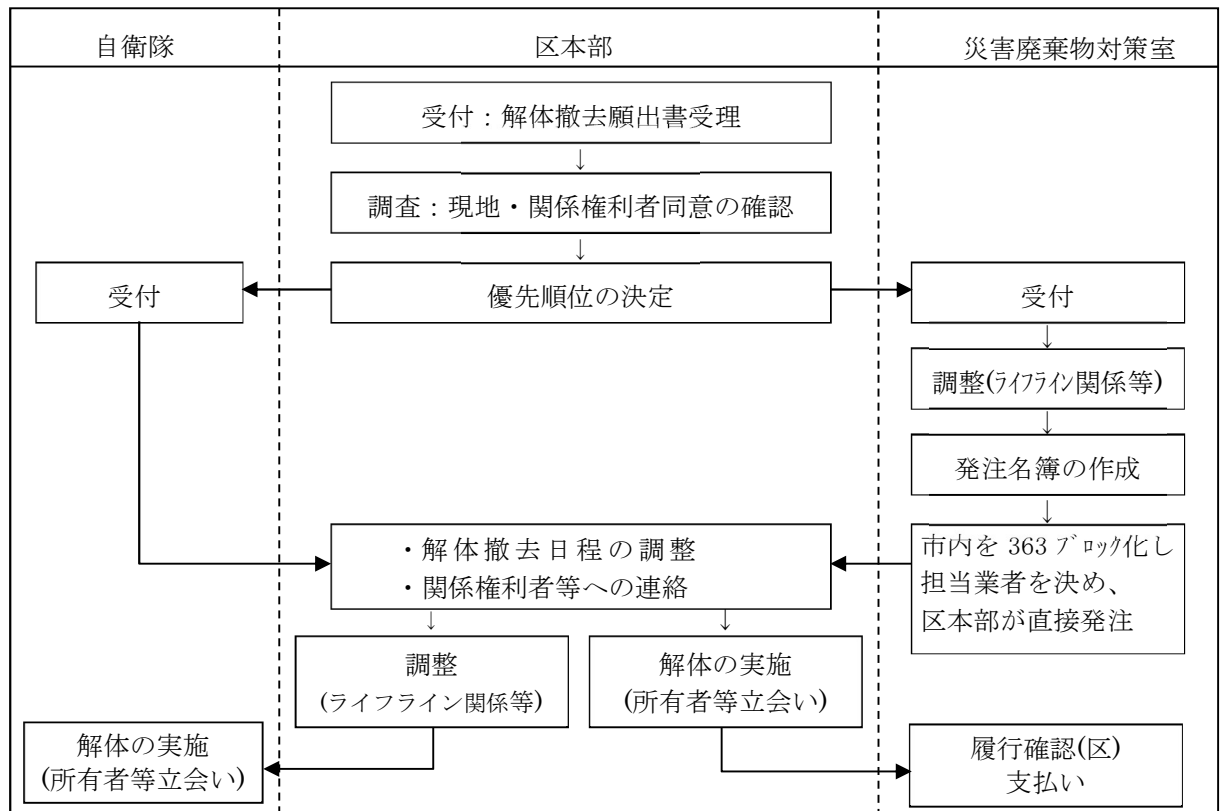 自衛隊
区本部
災害廃棄物対策室
受付：解体撤去願出書受理
↓
調査：現地・関係権利者同意の確認
↓
受付
優先順位の決定
受付
↓
調整(ﾗｲﾌﾗｲﾝ関係等)
↓
発注名簿の作成
↓
・解体撤去日程の調整
・関係権利者等への連絡
市内を 363 ﾌﾞﾛｯｸ化し
担当業者を決め、
区本部が直接発注
↓
↓
調整
(ライフライン関係等)
解体の実施
(所有者等立会い)
解体の実施
(所有者等立会い)
履行確認(区)
支払い